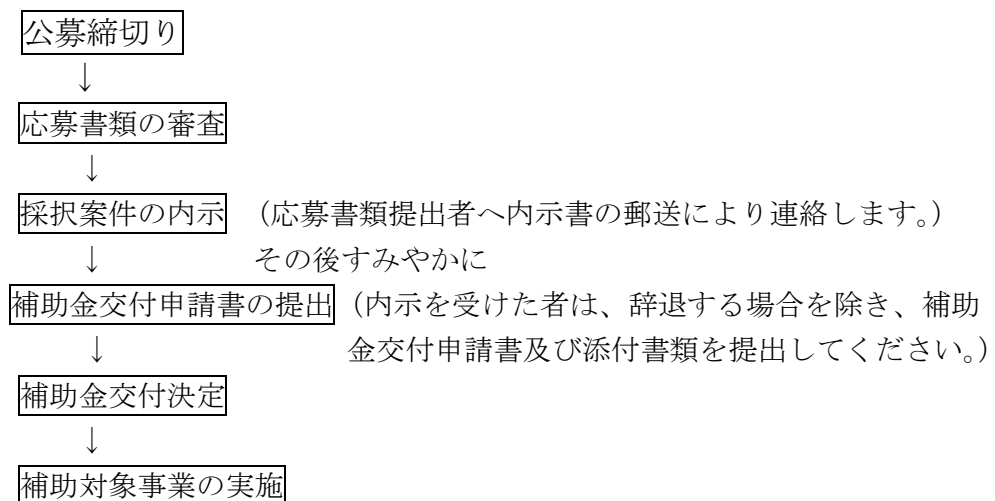 公募締切り
↓
応募書類の審査
↓
採択案件の内示 （応募書類提出者へ内示書の郵送により連絡します。）
↓ その後すみやかに
補助金交付申請書の提出（内示を受けた者は、辞退する場合を除き、補助
↓ 金交付申請書及び添付書類を提出してください。）
補助金交付決定
↓
補助対象事業の実施